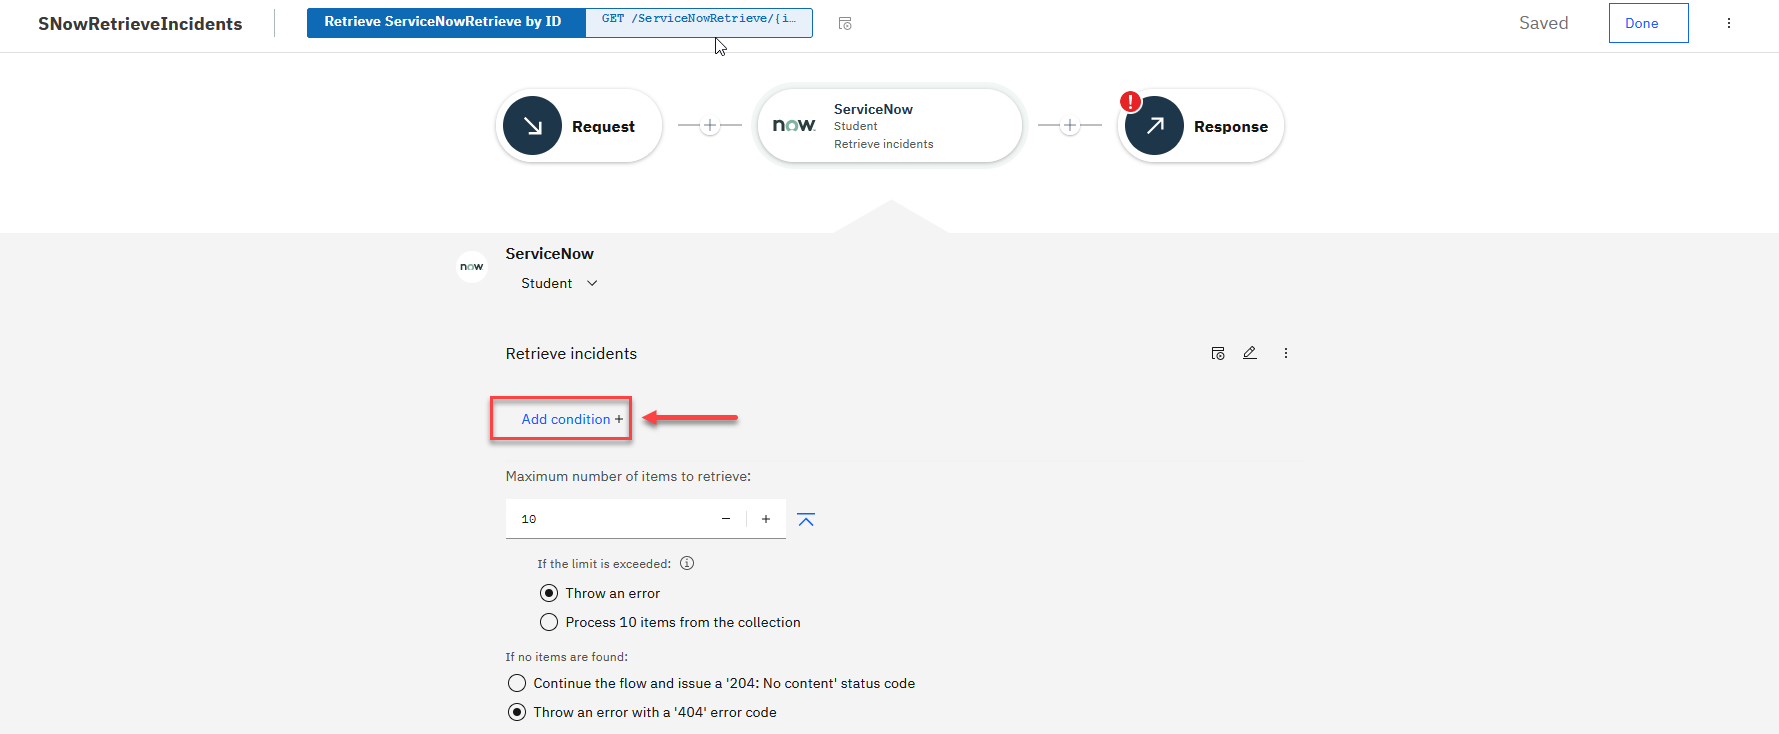 SNowRetrieveIncidents
Retrieve ServiceNowRetrieve by ID
GET /ServiceNowRetrieve/{i...
Saved
Done
Request
now.
ServiceNow
Student
Retrieve incidents
!
Response
now.
ServiceNow
Student
Retrieve incidents
Add condition +
Maximum number of items to retrieve:
10
If the limit is exceeded:
Throw an error
Process 10 items from the collection
If no items are found:
Continue the flow and issue a '204: No content' status code
Throw an error with a '404' error code